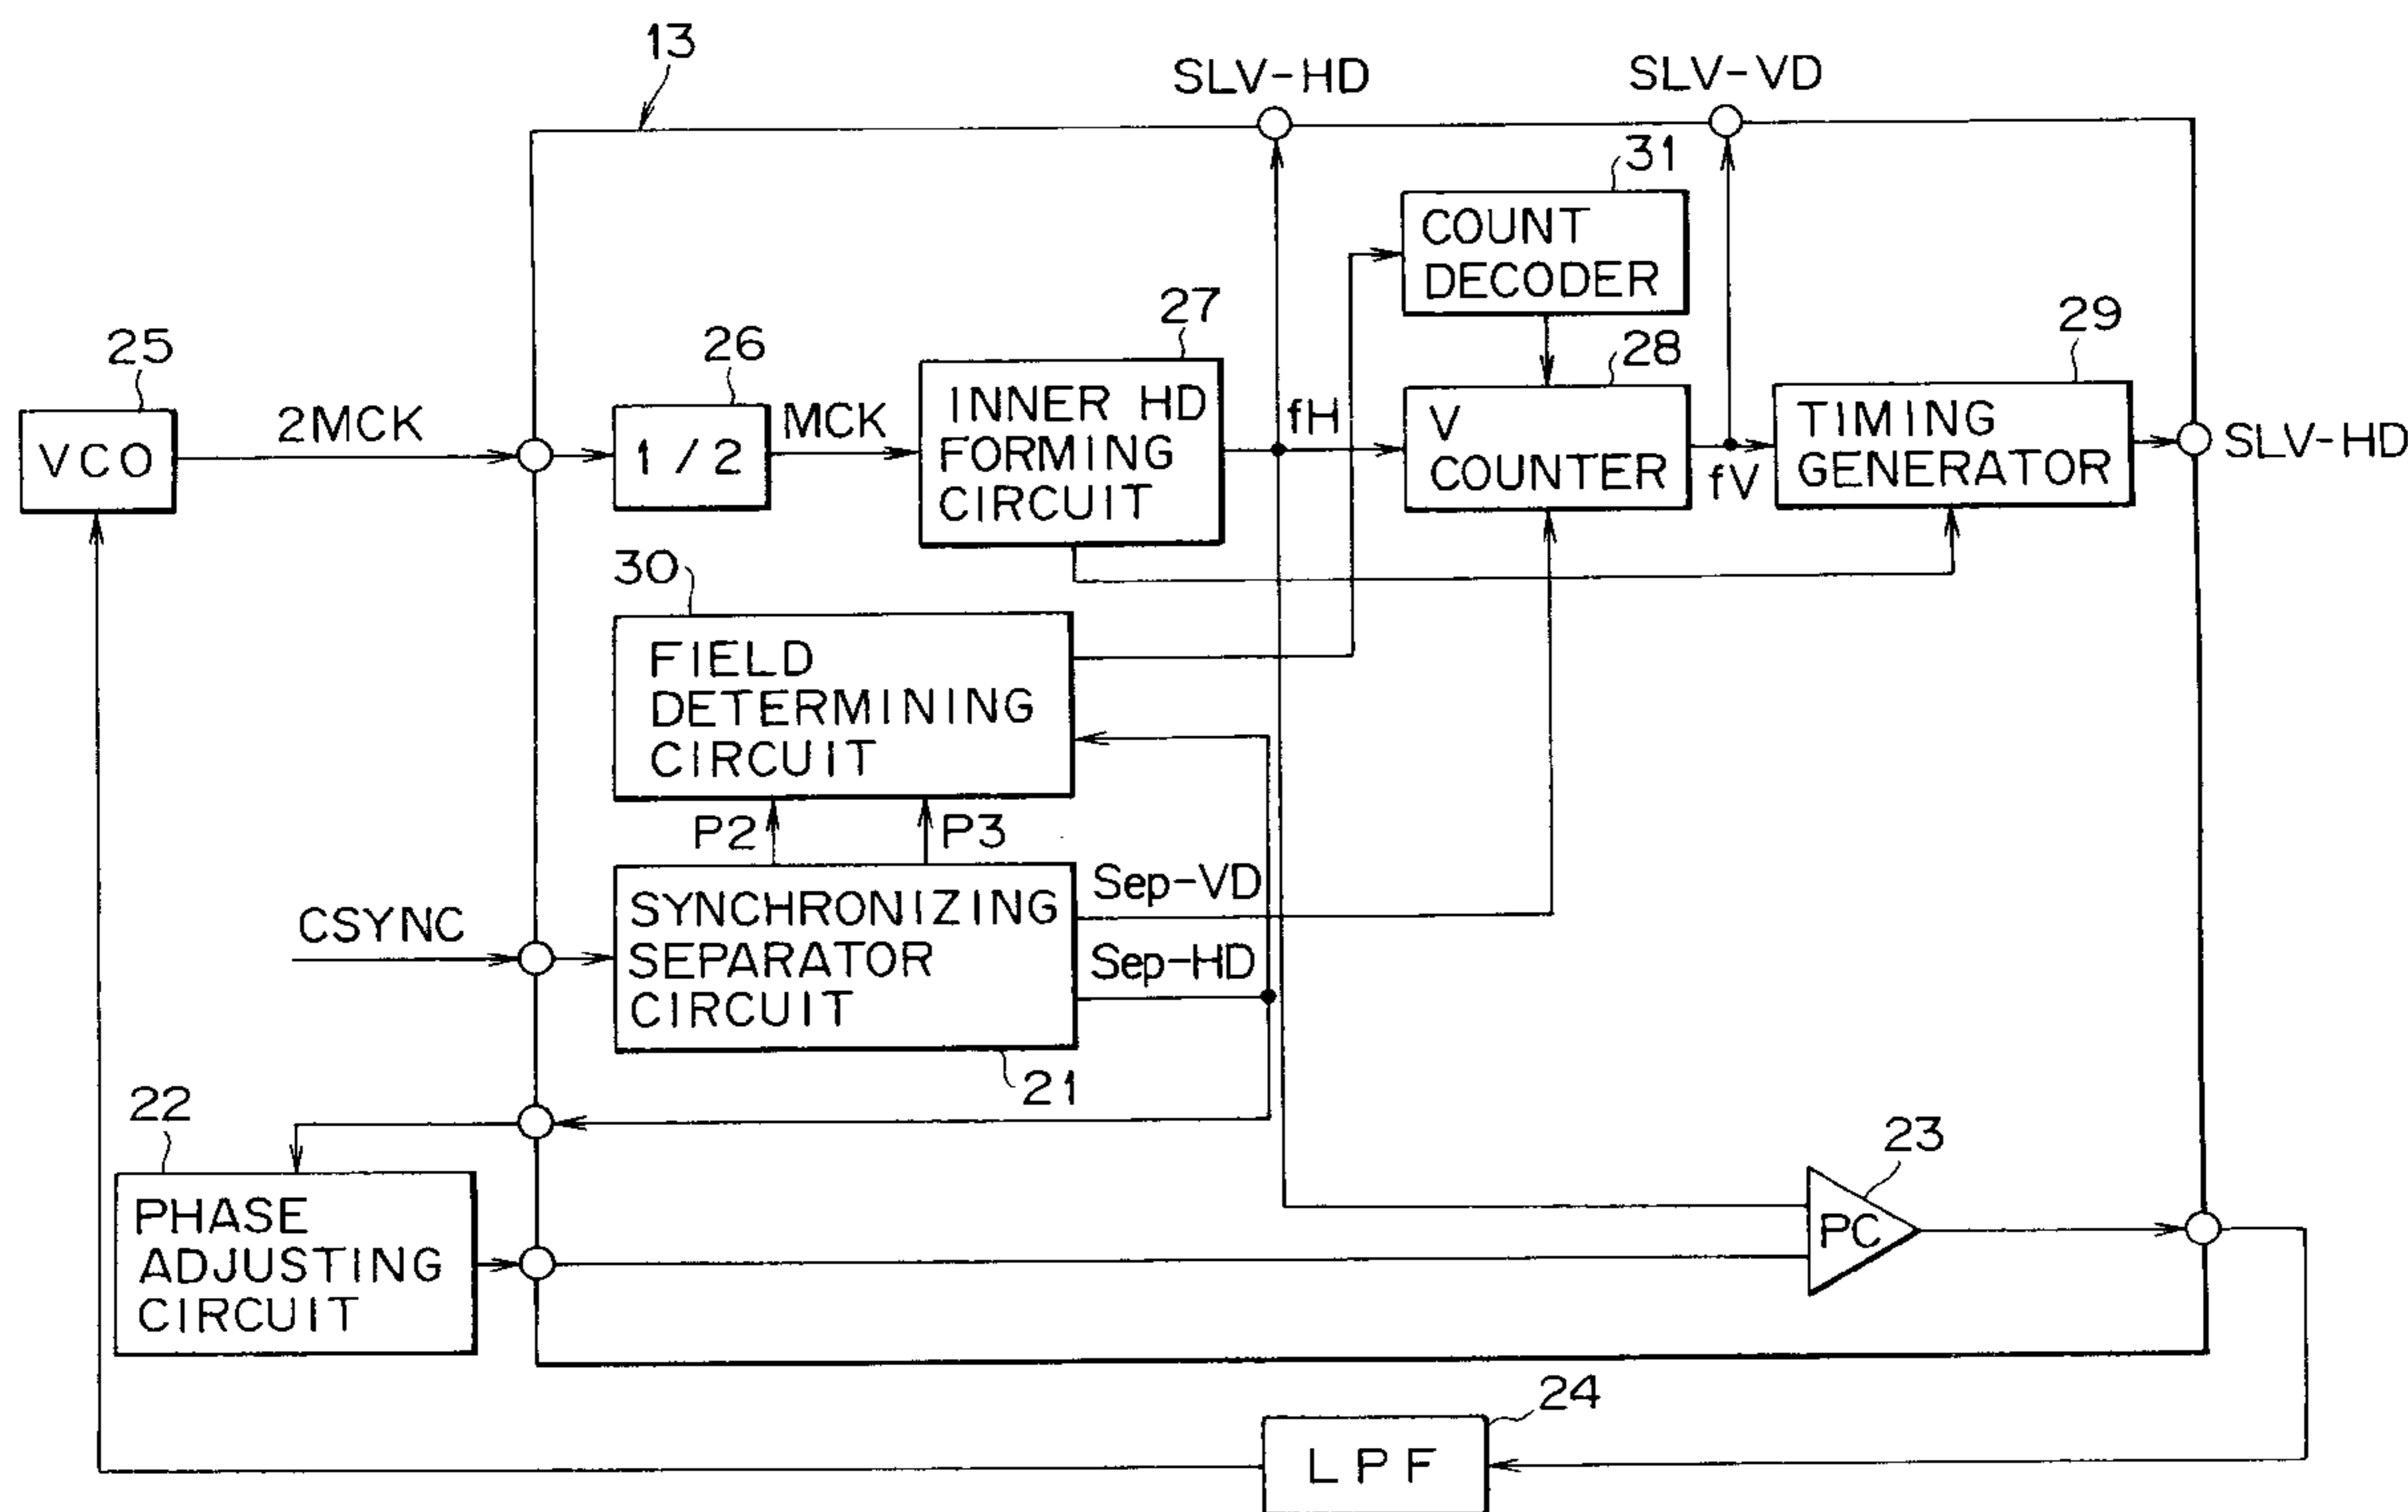 13
SLV-HD
SLV-VD
31
COUNT
DECODER
25
VCO
2MCK
26
1/2
MCK
27
INNER HD
FORMING
CIRCUIT
fH
28
V
COUNTER
fV
29
TIMING
GENERATOR
SLV-HD
30
FIELD
DETERMINING
CIRCUIT
P2
P3
CSYNC
SYNCHRONIZING
SEPARATOR
CIRCUIT
Sep-VD
Sep-HD
21
22
PHASE
ADJUSTING
CIRCUIT
23
PC
24
LPF